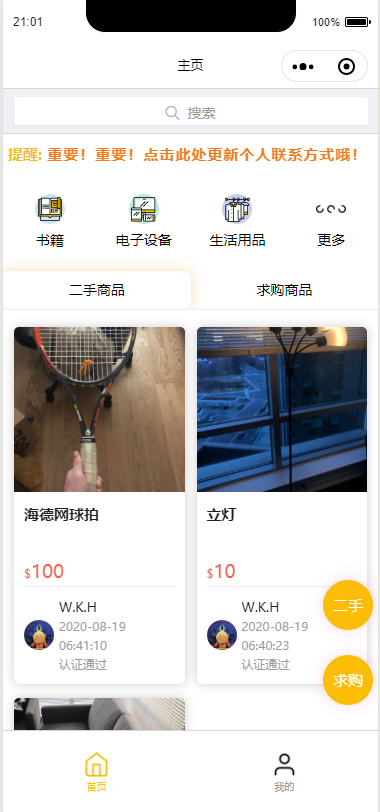 21:01
100%
主页
搜索
提醒: 重要！重要！点击此处更新个人联系方式哦！
书籍
电子设备
生活用品
更多
二手商品
求购商品
海德网球拍
立灯
$100
$10
W.K.H
2020-08-19
06:41:10
认证通过
W.K.H
2020-08-19
06:40:23
认证通过
二手
求购
首页
我的